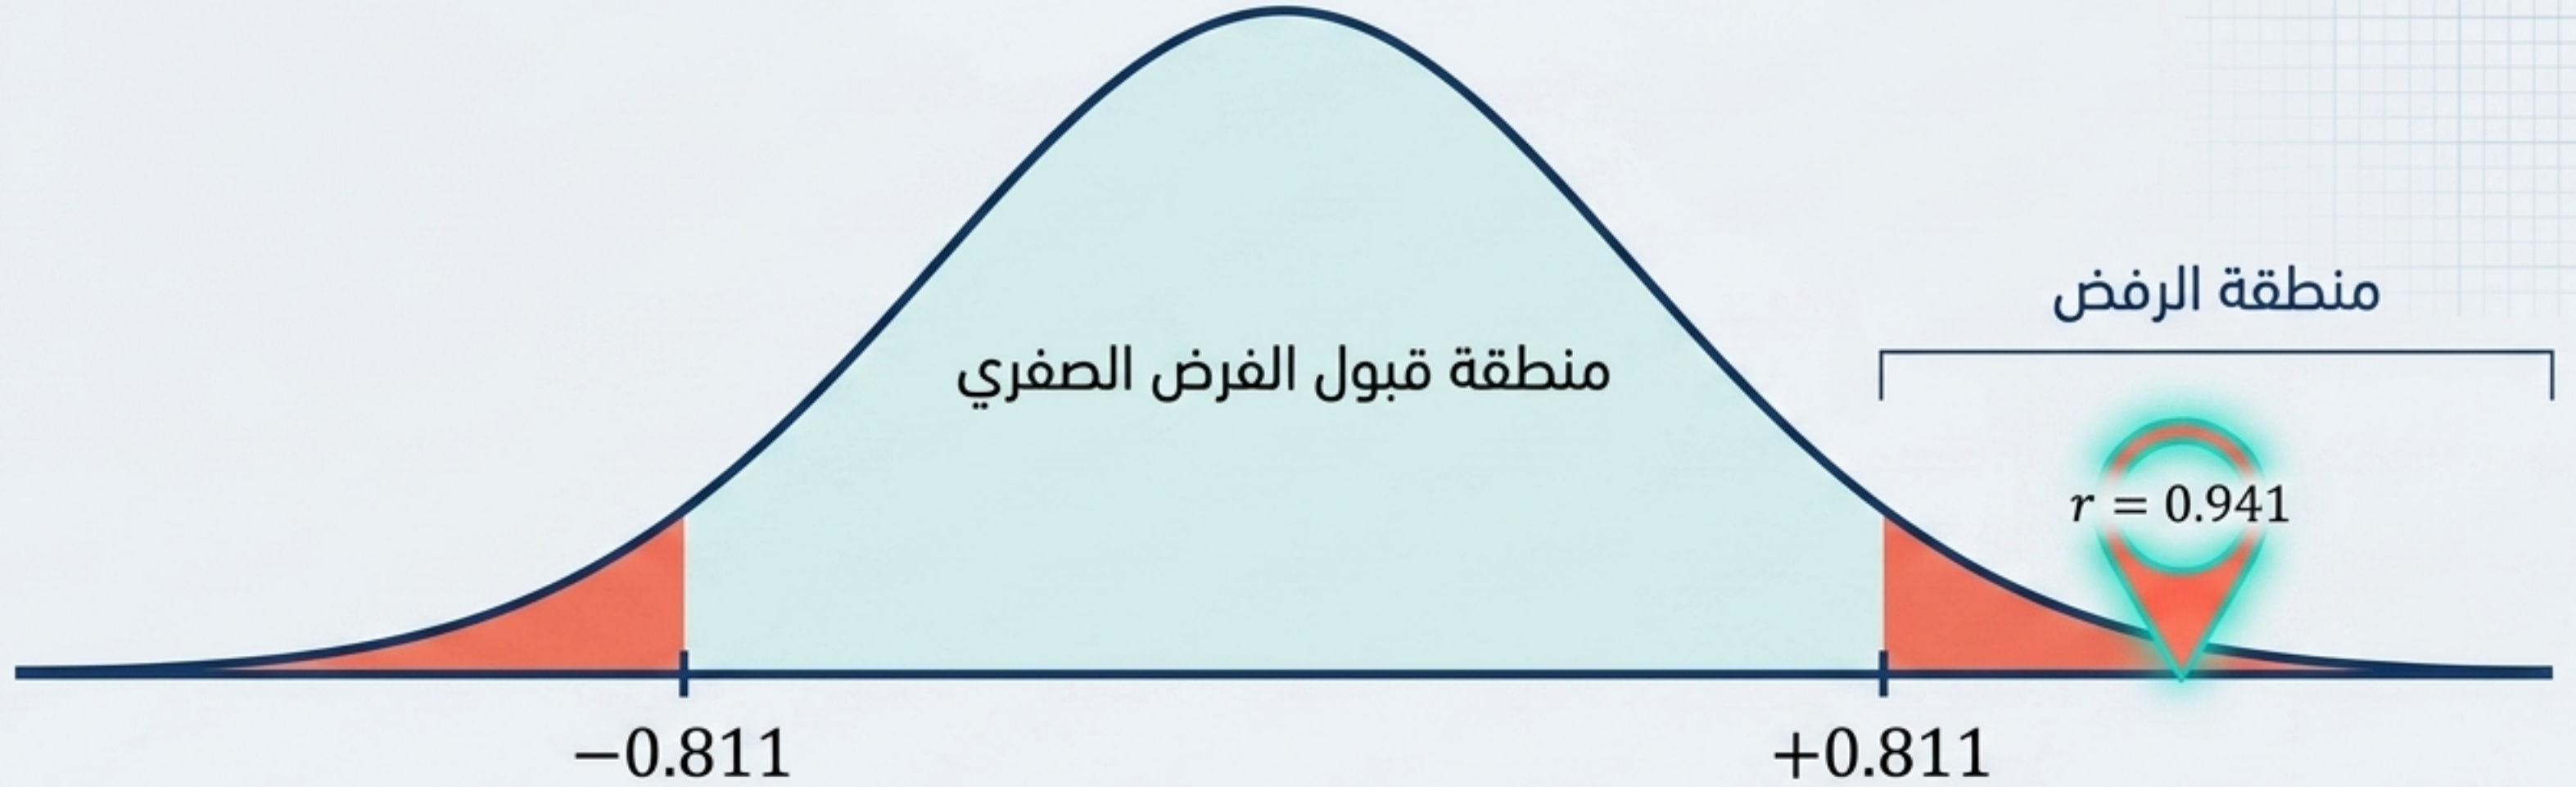 منطقة الرفض
منطقة قبول الفرض الصفري
r = 0.941
−0.811
+0.811